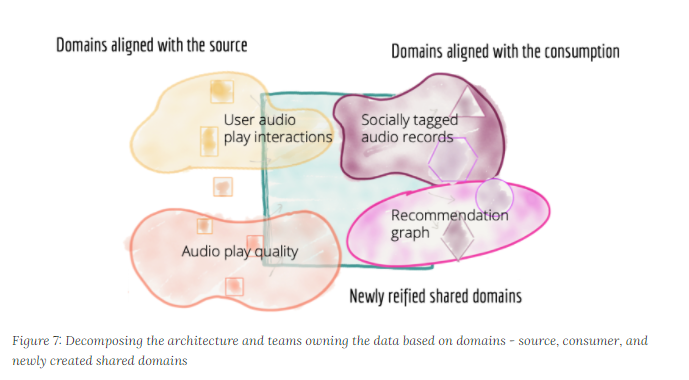 Domains aligned with the source
Domains aligned with the consumption
User audio
play interactions
Socially tagged
audio records
Recommendation
graph
Audio play quality
Newly reified shared domains
Figure 7: Decomposing the architecture and teams owning the data based on domains - source, consumer, and
newly created shared domains